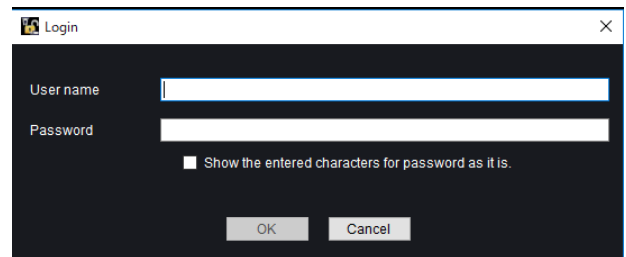 Login
User name
Password
Show the entered characters for password as it is.
OK Cancel